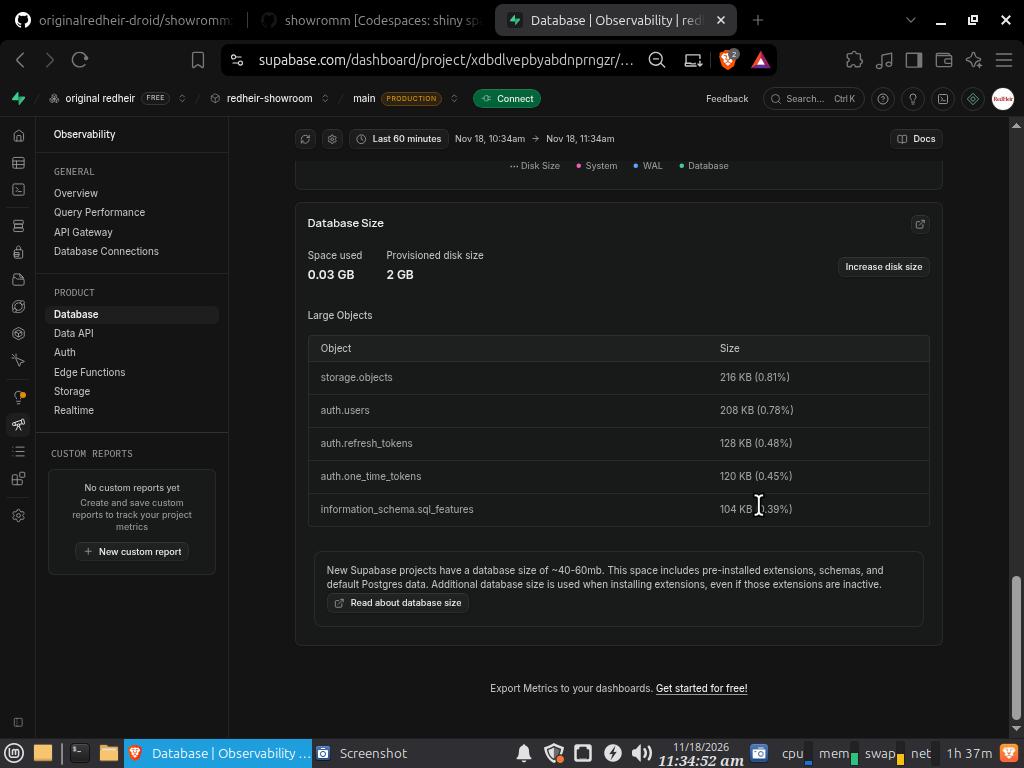 originalredheir-droid/showromm:
showromm [Codespaces: shiny sp
Database | Observability | redl
supabase.com/dashboard/project/xdbdlvepbyabdnprngzr/...
2
original redheir FREE
redheir-showroom
main PRODUCTION
Connect
Feedback
Search... Ctrl K
RedHeir
Observability
Last 60 minutes Nov 18, 10:34am → Nov 18, 11:34am
Docs
GENERAL
Overview
Query Performance
API Gateway
Database Connections
PRODUCT
Database
Data API
Auth
Edge Functions
Storage
Realtime
CUSTOM REPORTS
No custom reports yet
Create and save custom
reports to track your project
metrics
+ New custom report
Disk Size System WAL Database
Database Size
Space used Provisioned disk size
0.03 GB 2 GB
Increase disk size
Large Objects
Object Size
storage.objects 216 KB (0.81%)
auth.users 208 KB (0.78%)
auth.refresh_tokens 128 KB (0.48%)
auth.one_time_tokens 120 KB (0.45%)
information_schema.sql_features 104 KB (0.39%)
New Supabase projects have a database size of ~40-60mb. This space includes pre-installed extensions, schemas, and
default Postgres data. Additional database size is used when installing extensions, even if those extensions are inactive.
Read about database size
Export Metrics to your dashboards. Get started for free!
Database | Observability ...
Screenshot
11/18/2026
11:34:52 am
cpu mem swap net 1h 37m